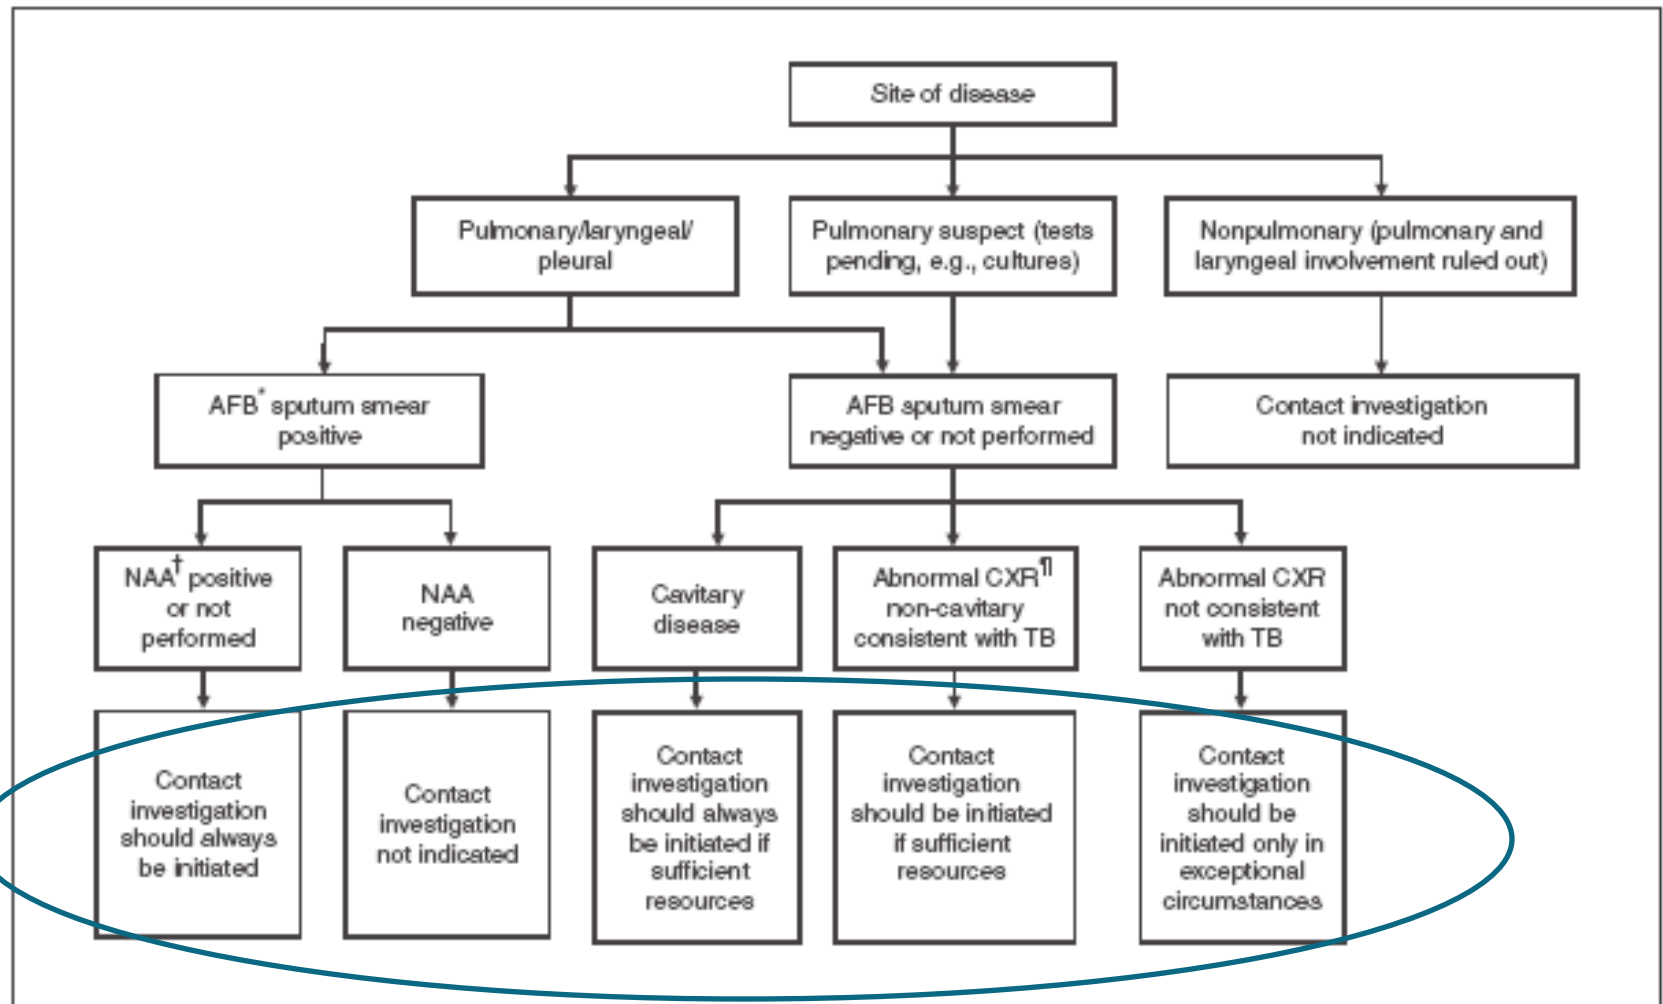 Site of disease
Pulmonary/laryngeal/
pleural
Pulmonary suspect (tests
pending, e.g., cultures)
Nonpulmonary (pulmonary and
laryngeal involvement ruled out)
AFB* sputum smear
positive
AFB sputum smear
negative or not performed
Contact investigation
not indicated
NAA† positive
or not
performed
NAA
negative
Cavitary
disease
Abnormal CXR¶
non-cavitary
consistent with TB
Abnormal CXR
not consistent
with TB
Contact
investigation
should always
be initiated
Contact
investigation
not indicated
Contact
investigation
should always
be initiated if
sufficient
resources
Contact
investigation
should be initiated
if sufficient
resources
Contact
investigation
should be
initiated only in
exceptional
circumstances